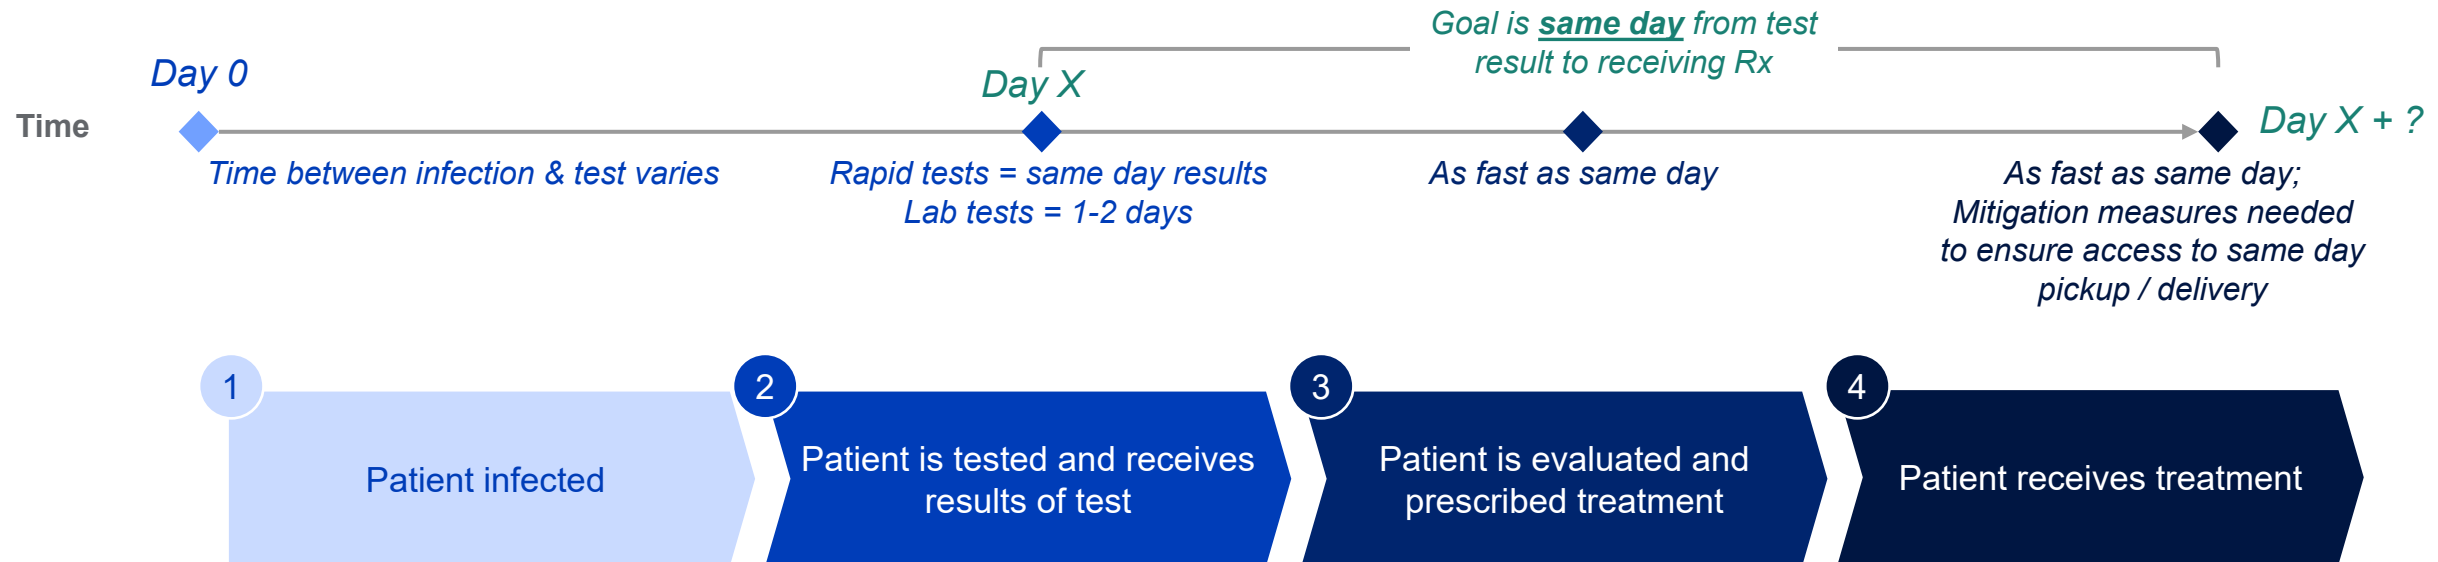 Goal is same day from test
result to receiving Rx
Day 0
Day X
Day X + ?
Time
Time between infection & test varies
Rapid tests = same day results
Lab tests = 1-2 days
As fast as same day
As fast as same day;
Mitigation measures needed
to ensure access to same day
pickup / delivery
1
Patient infected
2
Patient is tested and receives
results of test
3
Patient is evaluated and
prescribed treatment
4
Patient receives treatment